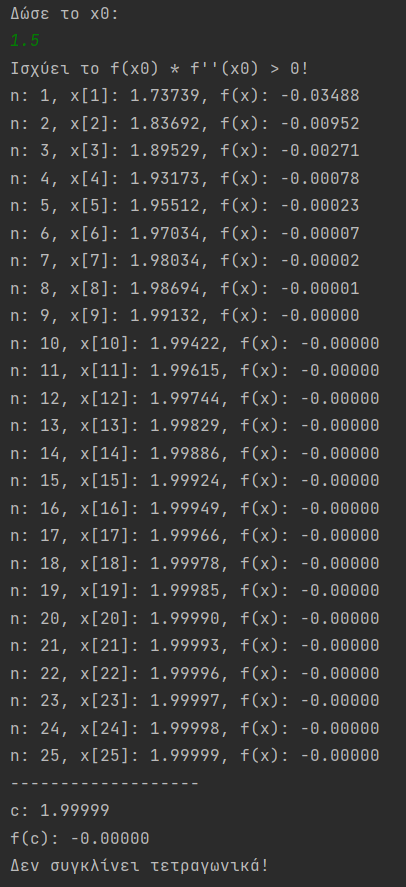 Δώσε το x0:
1.5
Ισχύει το f(x0) * f''(x0) > 0!
n: 1, x[1]: 1.73739, f(x): -0.03488
n: 2, x[2]: 1.83692, f(x): -0.00952
n: 3, x[3]: 1.89529, f(x): -0.00271
n: 4, x[4]: 1.93173, f(x): -0.00078
n: 5, x[5]: 1.95512, f(x): -0.00023
n: 6, x[6]: 1.97034, f(x): -0.00007
n: 7, x[7]: 1.98034, f(x): -0.00002
n: 8, x[8]: 1.98694, f(x): -0.00001
n: 9, x[9]: 1.99132, f(x): -0.00000
n: 10, x[10]: 1.99422, f(x): -0.00000
n: 11, x[11]: 1.99615, f(x): -0.00000
n: 12, x[12]: 1.99744, f(x): -0.00000
n: 13, x[13]: 1.99829, f(x): -0.00000
n: 14, x[14]: 1.99886, f(x): -0.00000
n: 15, x[15]: 1.99924, f(x): -0.00000
n: 16, x[16]: 1.99949, f(x): -0.00000
n: 17, x[17]: 1.99966, f(x): -0.00000
n: 18, x[18]: 1.99978, f(x): -0.00000
n: 19, x[19]: 1.99985, f(x): -0.00000
n: 20, x[20]: 1.99990, f(x): -0.00000
n: 21, x[21]: 1.99993, f(x): -0.00000
n: 22, x[22]: 1.99996, f(x): -0.00000
n: 23, x[23]: 1.99997, f(x): -0.00000
n: 24, x[24]: 1.99998, f(x): -0.00000
n: 25, x[25]: 1.99999, f(x): -0.00000
-------------------
c: 1.99999
f(c): -0.00000
Δεν συγκλίνει τετραγωνικά!